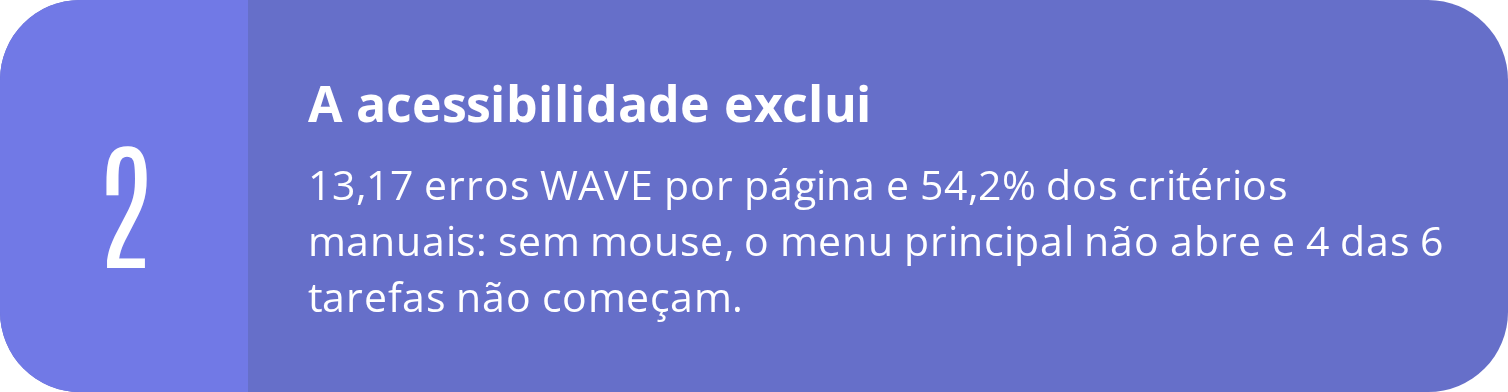 2
A acessibilidade exclui
13,17 erros WAVE por página e 54,2% dos critérios
manuais: sem mouse, o menu principal não abre e 4 das 6
tarefas não começam.